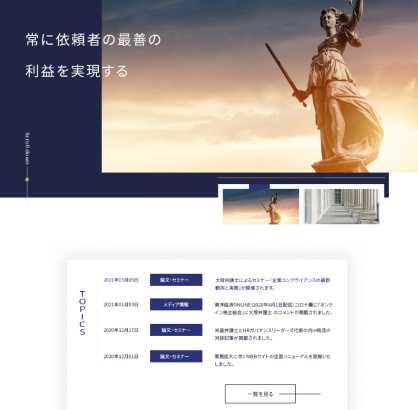 常に依頼者の最善の
利益を実現する
Scroll down
TOPICS
2021年03月05日 論文・セミナー 大塚弁護士によるセミナー「企業コンプライアンスの最新
動向と実務」が開催されます。
2021年01月03日 メディア情報 東洋経済ONLINE(2020年4月1日配信)コロナ欄に「オンラ
イン株主総会」に大塚弁護士 のコメントが掲載されました。
2020年12月27日 論文・セミナー 米盛弁護士とHRガバナンスリーダーズ代表の内ヶ﨑茂の
対談記事が掲載されました。
2020年12月01日 論文・セミナー 業務拡大に伴いWEBサイトの全面リニューアルを実施いた
しました。
一覧を見る